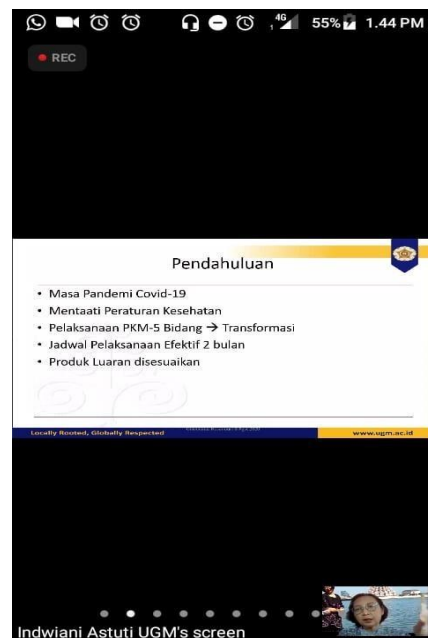 4G
1
55% 1.44 PM
REC
Pendahuluan
• Masa Pandemi Covid-19
• Mentaati Peraturan Kesehatan
• Pelaksanaan PKM-5 Bidang → Transformasi
• Jadwal Pelaksanaan Efektif 2 bulan
• Produk Luaran disesuaikan
Locally Rooted, Globally Respected
www.ugm.ac.id
Indwiani Astuti UGM's screen